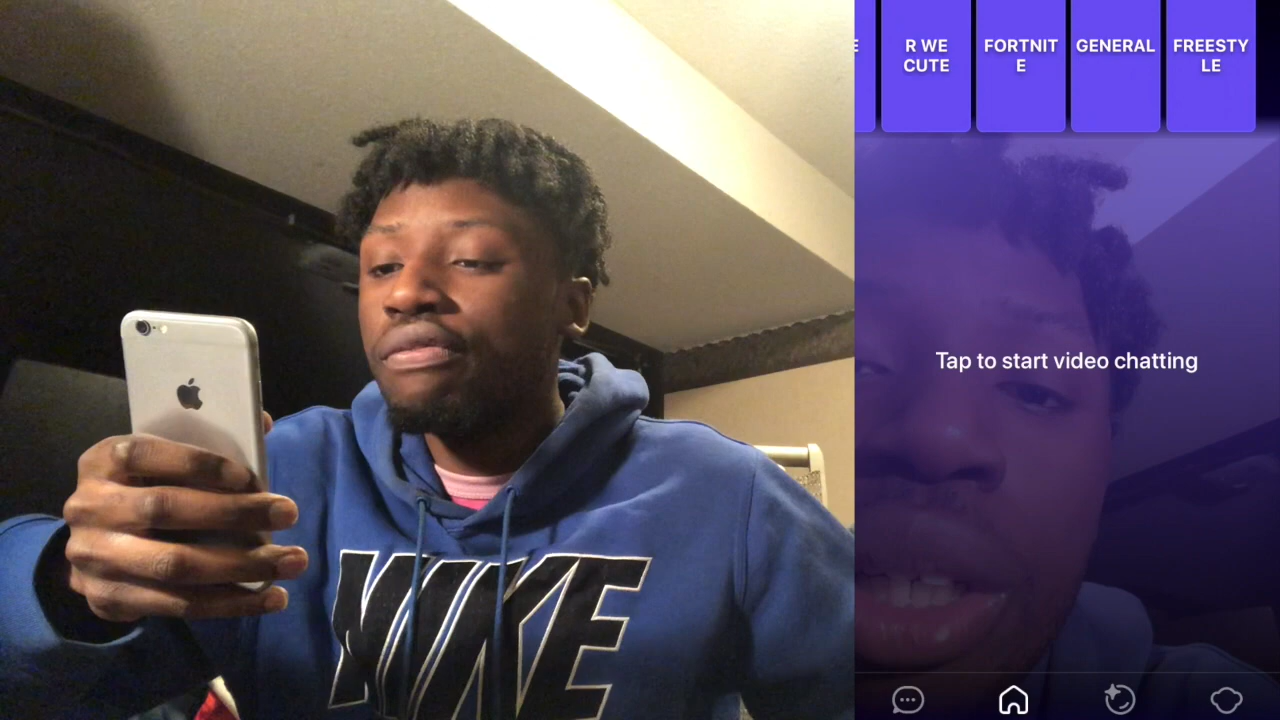 E
R WE
CUTE
FORTNIT
E
GENERAL
FREESTY
LE
Tap to start video chatting
NIKE